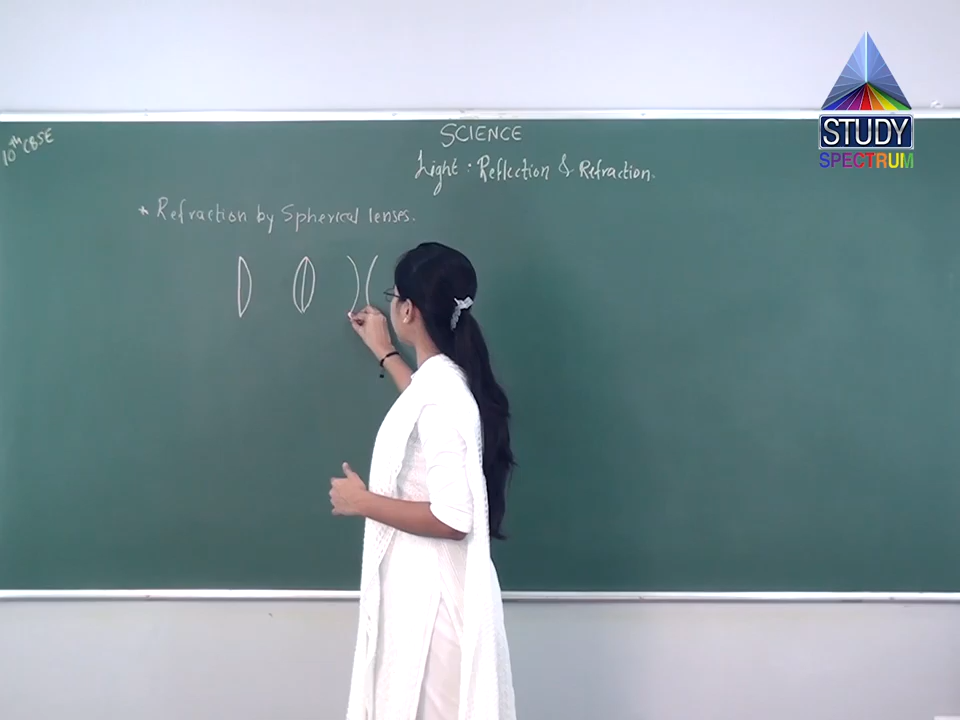 10th CBSE
SCIENCE
Light : Reflection & Refraction.
* Refraction by Spherical lenses.
STUDY
SPECTRUM